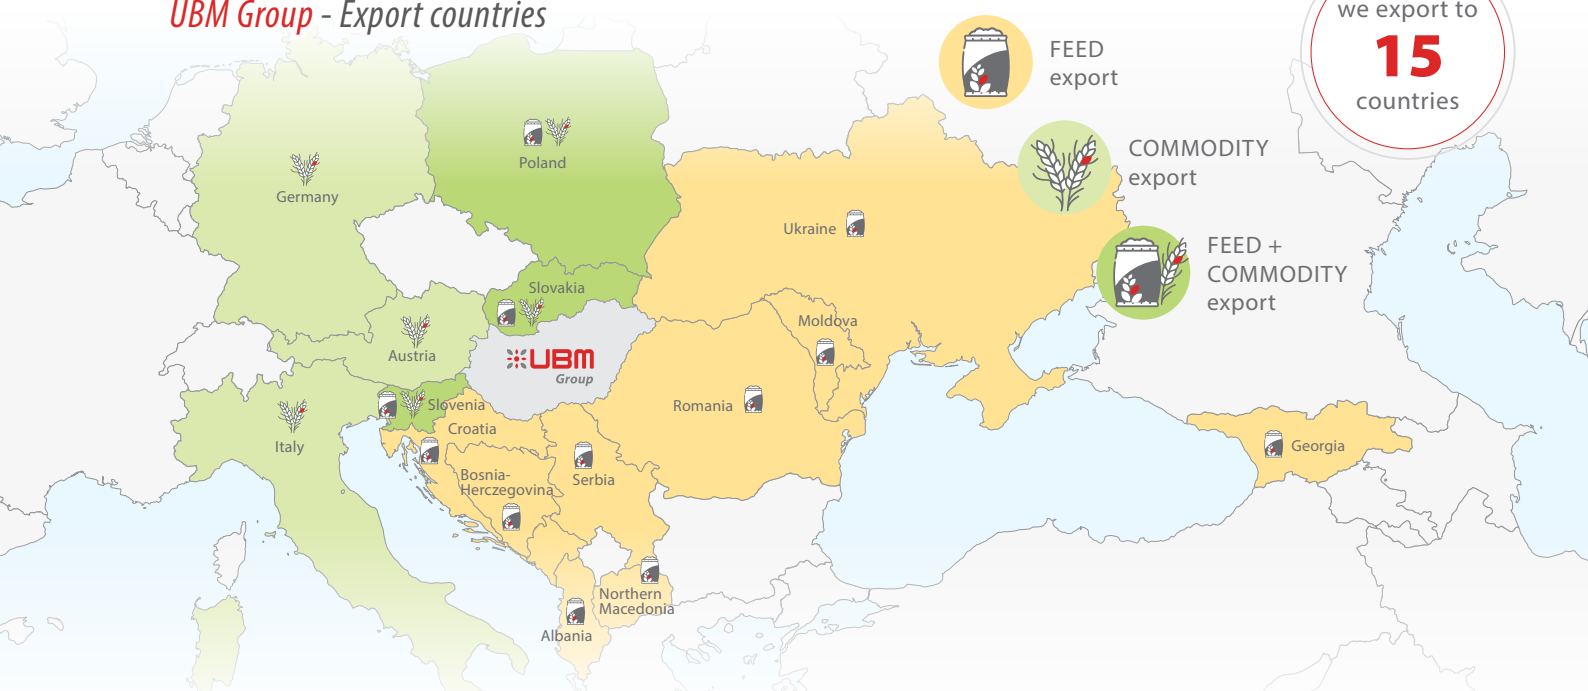 UBM Group - Export countries
we export to
15
countries
FEED
export
COMMODITY
export
FEED +
COMMODITY
export
Poland
Germany
Ukraine
Slovakia
Moldova
Austria
UBM
Group
Romania
Slovenia
Croatia
Italy
Georgia
Bosnia-
Herczegovina
Serbia
Northern
Macedonia
Albania